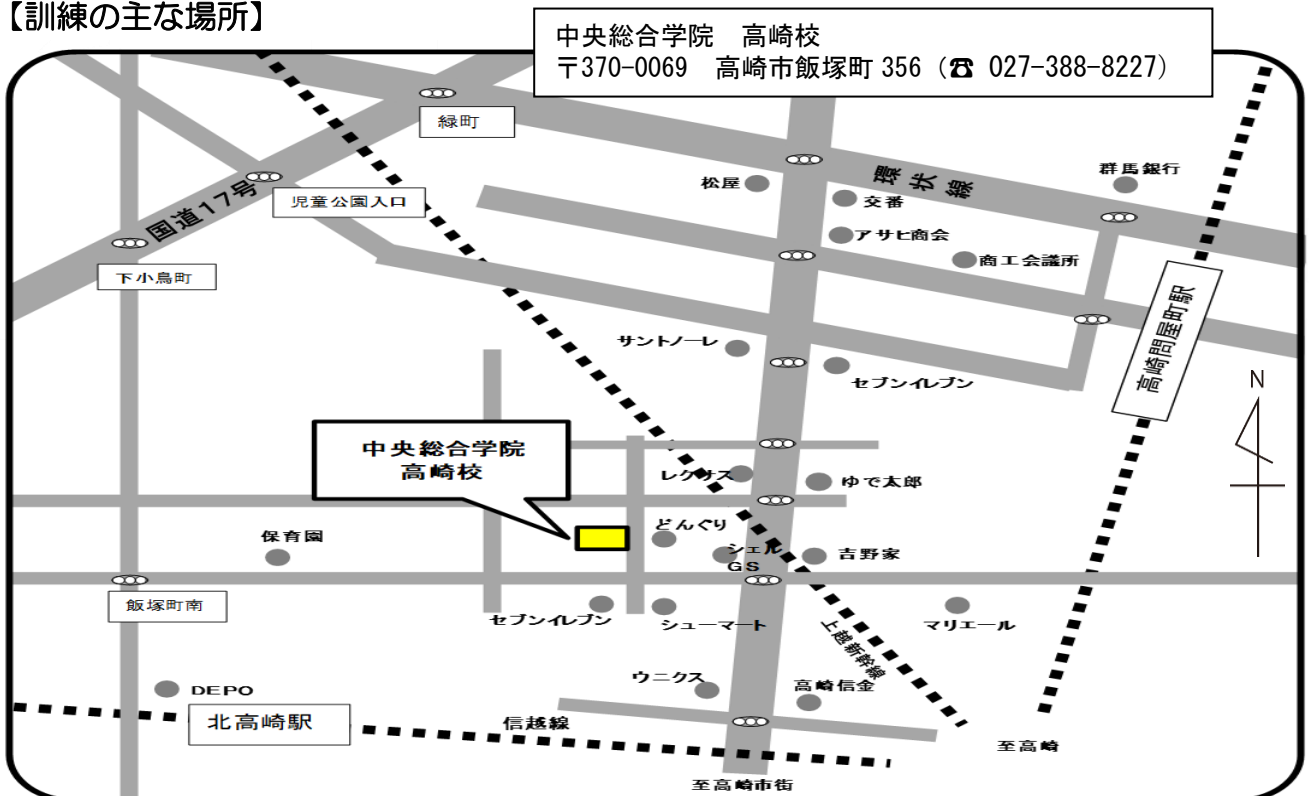 【訓練の主な場所】
中央総合学院　高崎校
〒370-0069　高崎市飯塚町 356（☎ 027-388-8227）
緑町
群馬銀行
環状線
松屋
交番
児童公園入口
国道17号
アサヒ商会
商工会議所
下小鳥町
高崎問屋町駅
サントノーレ
セブンイレブン
N
中央総合学院
高崎校
レクサス
ゆで太郎
どんぐり
保育園
シェル
GS
吉野家
飯塚町南
セブンイレブン
シューマート
マリエール
上越新幹線
ウニクス
高崎信金
DEPO
北高崎駅
信越線
至高崎
至高崎市街